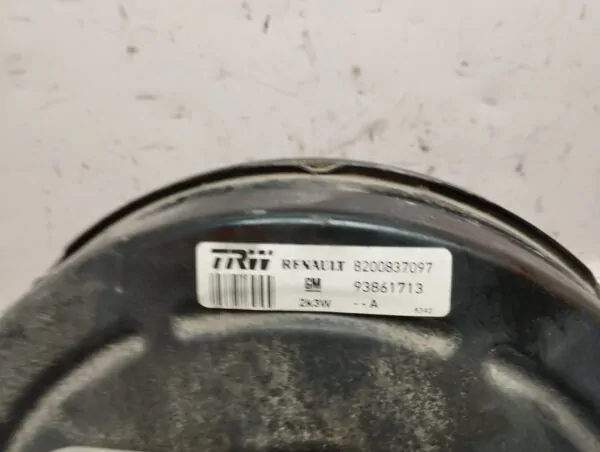 TRW RENAULT 8200837097
GM 93861713
2k3W --A